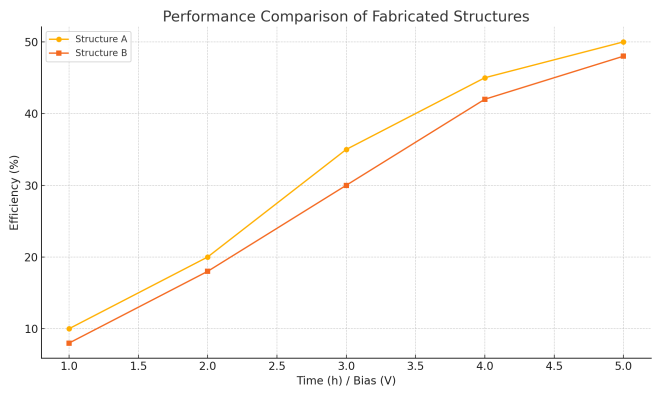 Performance Comparison of Fabricated Structures
Structure A
Structure B
Efficiency (%)
50
40
30
20
10
1.0 1.5 2.0 2.5 3.0 3.5 4.0 4.5 5.0
Time (h) / Bias (V)